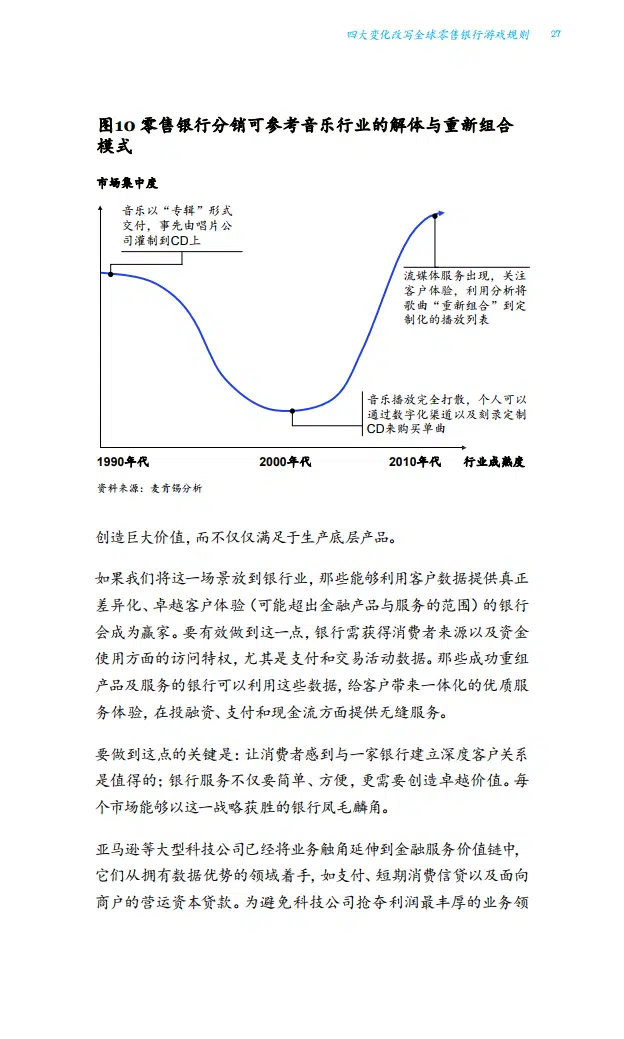 四大变化改写全球零售银行游戏规则 27
图10 零售银行分销可参考音乐行业的解体与重新组合
模式
市场集中度
音乐以“专辑”形式
交付，事先由唱片公
司灌制到CD上
流媒体服务出现，关注
客户体验，利用分析将
歌曲“重新组合”到定
制化的播放列表
音乐播放完全打散，个人可以
通过数字化渠道以及刻录定制
CD来购买单曲
1990年代 2000年代 2010年代 行业成熟度
资料来源：麦肯锡分析
创造巨大价值，而不仅仅满足于生产底层产品。
如果我们将这一场景放到银行业，那些能够利用客户数据提供真正
差异化、卓越客户体验（可能超出金融产品与服务的范围）的银行
会成为赢家。要有效做到这一点，银行需获得消费者来源以及资金
使用方面的访问特权，尤其是支付和交易活动数据。那些成功重组
产品及服务的银行可以利用这些数据，给客户带来一体化的优质服
务体验，在投融资、支付和现金流方面提供无缝服务。
要做到这点的关键是：让消费者感到与一家银行建立深度客户关系
是值得的；银行服务不仅要简单、方便，更需要创造卓越价值。每
个市场能够以这一战略获胜的银行凤毛麟角。
亚马逊等大型科技公司已经将业务触角延伸到金融服务价值链中，
它们从拥有数据优势的领域着手，如支付、短期消费信贷以及面向
商户的营运资本贷款。为避免科技公司抢夺利润最丰厚的业务领